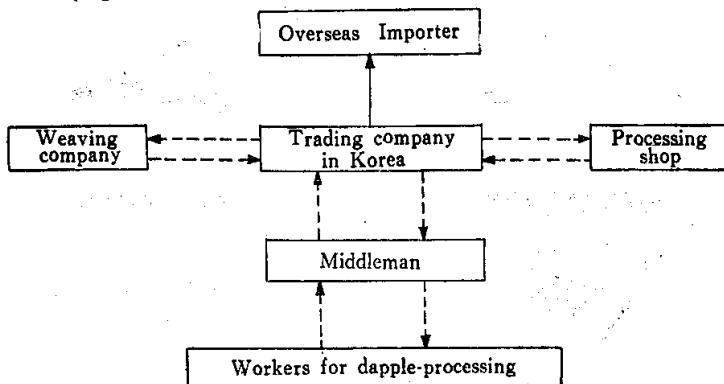 Overseas Importer
Weaving
company
Trading company
in Korea
Processing
shop
Middleman
Workers for dapple-processing